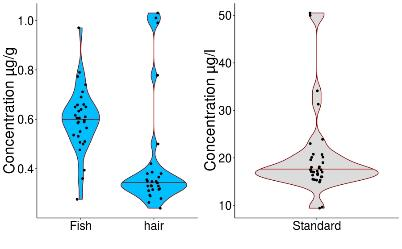 Concentration µg/g
1.0
0.8
0.6
0.4
Fish
hair
Concentration µg/l
50
40
30
20
10
Standard